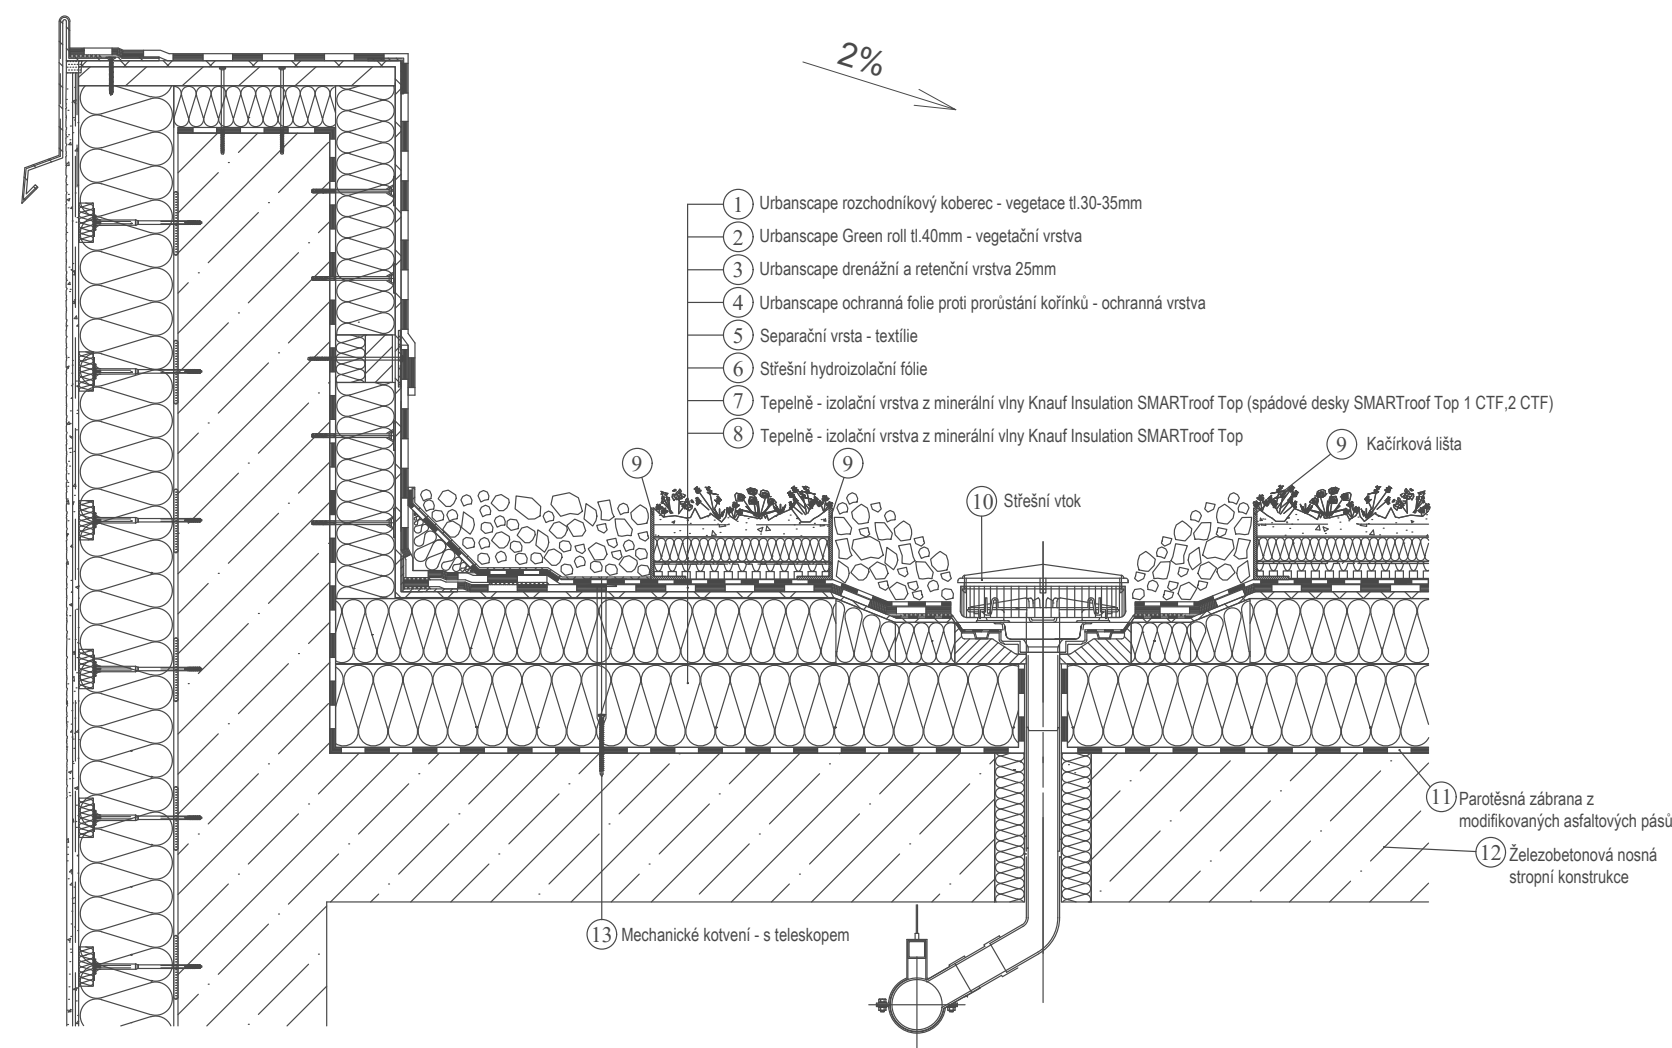 2%
1 Urbanscape rozchodníkový koberec - vegetace tl.30-35mm
2 Urbanscape Green roll tl.40mm - vegetační vrstva
3 Urbanscape drenážní a retenční vrstva 25mm
4 Urbanscape ochranná folie proti prorůstání kořínků - ochranná vrstva
5 Separační vrsta - textílie
6 Střešní hydroizolační fólie
7 Tepelně - izolační vrstva z minerální vlny Knauf Insulation SMARTroof Top (spádové desky SMARTroof Top 1 CTF,2 CTF)
8 Tepelně - izolační vrstva z minerální vlny Knauf Insulation SMARTroof Top
9 Kačírková lišta
9
9
10 Střešní vtok
11 Parotěsná zábrana z
modifikovaných asfaltových pásů
12 Železobetonová nosná
stropní konstrukce
13 Mechanické kotvení - s teleskopem